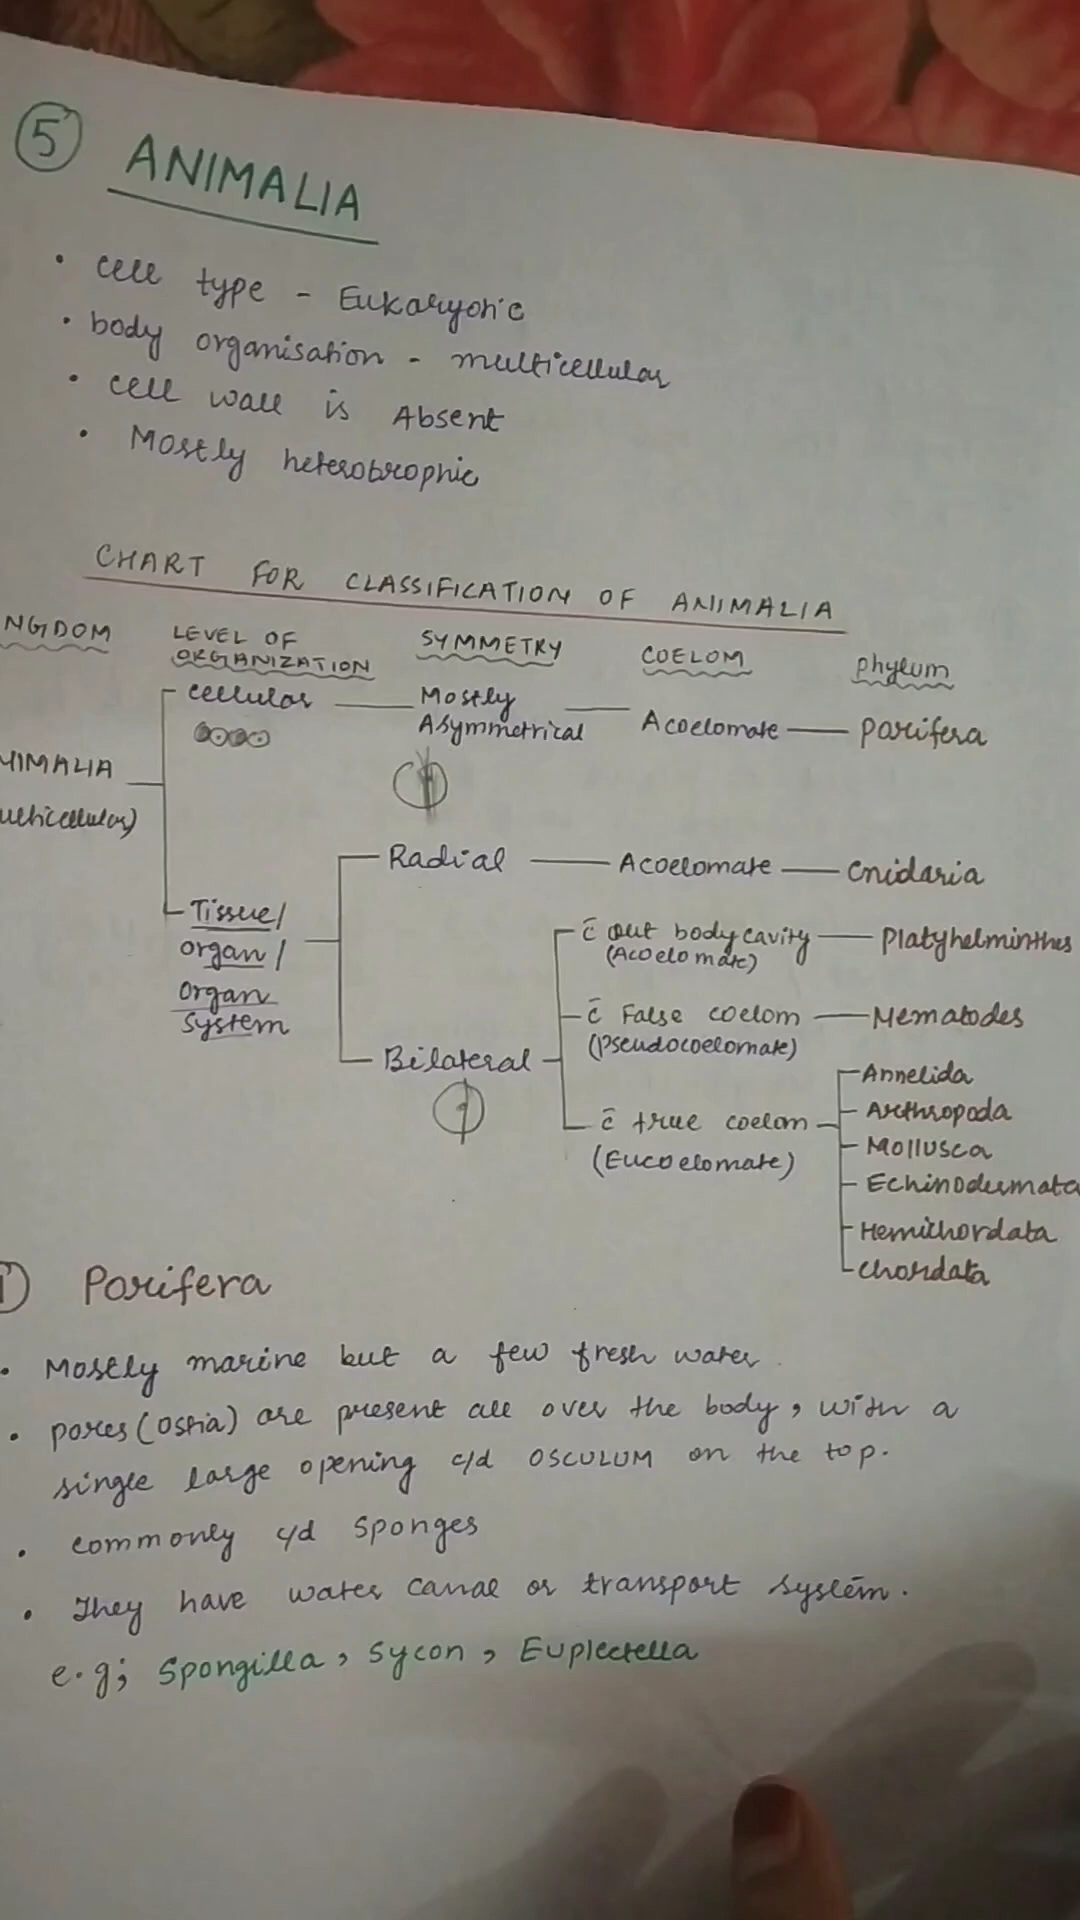 5 ANIMALIA
• cell type - Eukaryotic
• body organisation - multicellular
• cell wall is Absent
• Mostly heterotrophic
CHART FOR CLASSIFICATION OF ANIMALIA
NGDOM LEVEL OF ORGANIZATION SYMMETRY COELOM Phylum
cellular Mostly Asymmetrical Acoelomate Porifera
NIMALIA
ulticellular)
Radial Acoelomate Cnidaria
Tissue/
organ/
organ
system
c̄ out body cavity Platyhelminthes
(Acoelomate)
c̄ False coelom Nematodes
(Pseudocoelomate)
Bilateral
c̄ true coelom
(Eucoelomate)
Annelida
Arthropoda
Mollusca
Echinodermata
Hemichordata
Chordata
1) Porifera
• Mostly marine but a few fresh water.
• pores (ostia) are present all over the body, with a
single large opening c/d OSCULUM on the top.
• commonly c/d sponges
• They have water canal or transport system.
e.g; Spongilla, Sycon, Euplectella